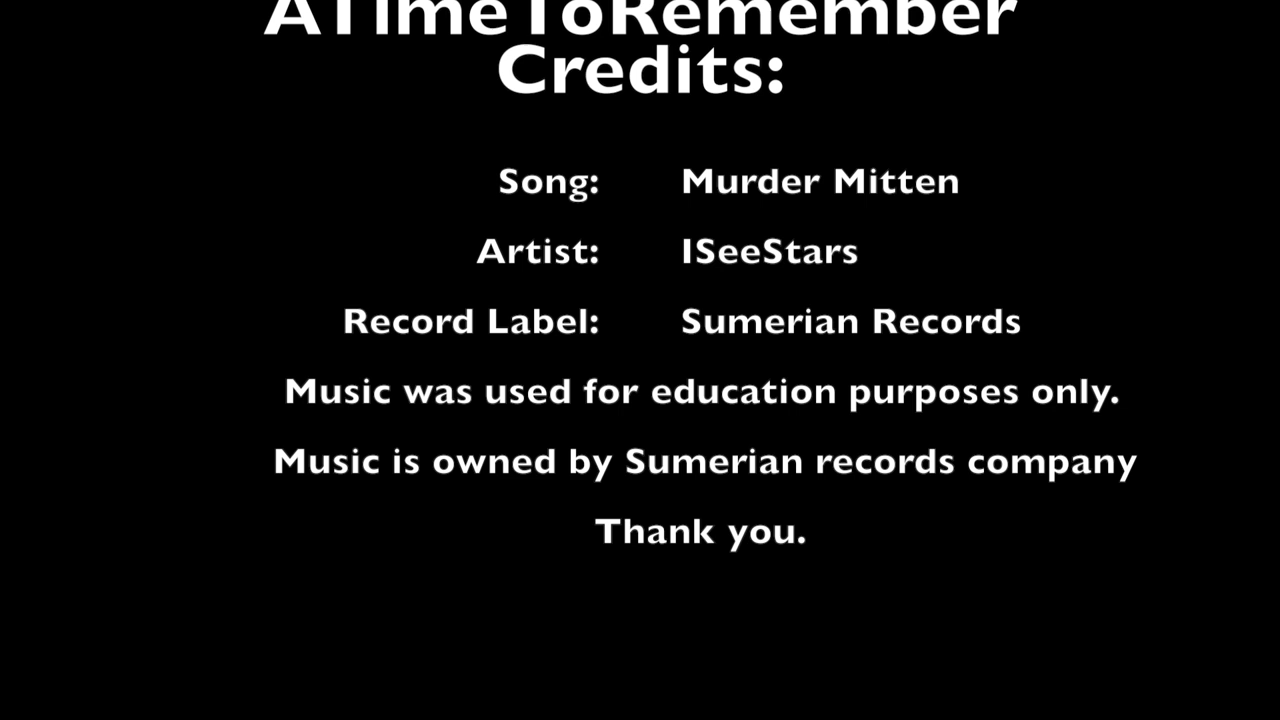 ATimeToRemember
Credits:
Song: Murder Mitten
Artist: ISeeStars
Record Label: Sumerian Records
Music was used for education purposes only.
Music is owned by Sumerian records company
Thank you.